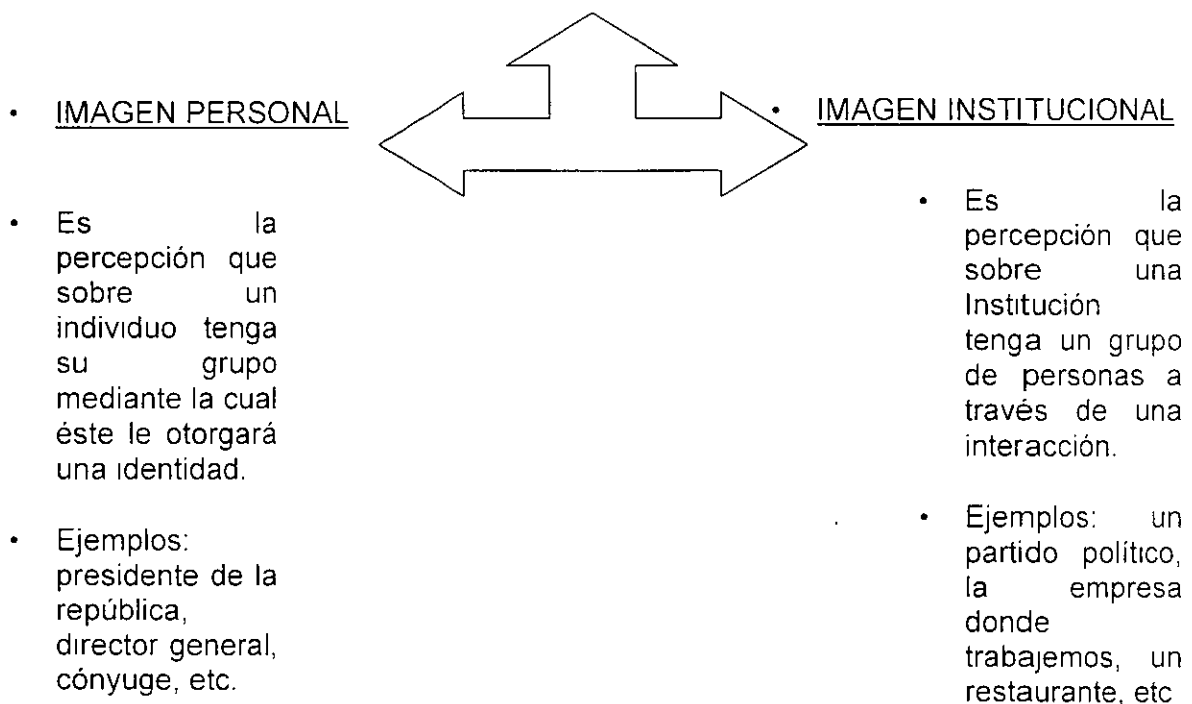 • IMAGEN PERSONAL
• Es la
percepción que
sobre un
individuo tenga
su grupo
mediante la cual
éste le otorgará
una identidad.
• Ejemplos:
presidente de la
república,
director general,
cónyuge, etc.
• IMAGEN INSTITUCIONAL
• Es la
percepción que
sobre una
Institución
tenga un grupo
de personas a
través de una
interacción.
• Ejemplos: un
partido político,
la empresa
donde
trabajemos, un
restaurante, etc